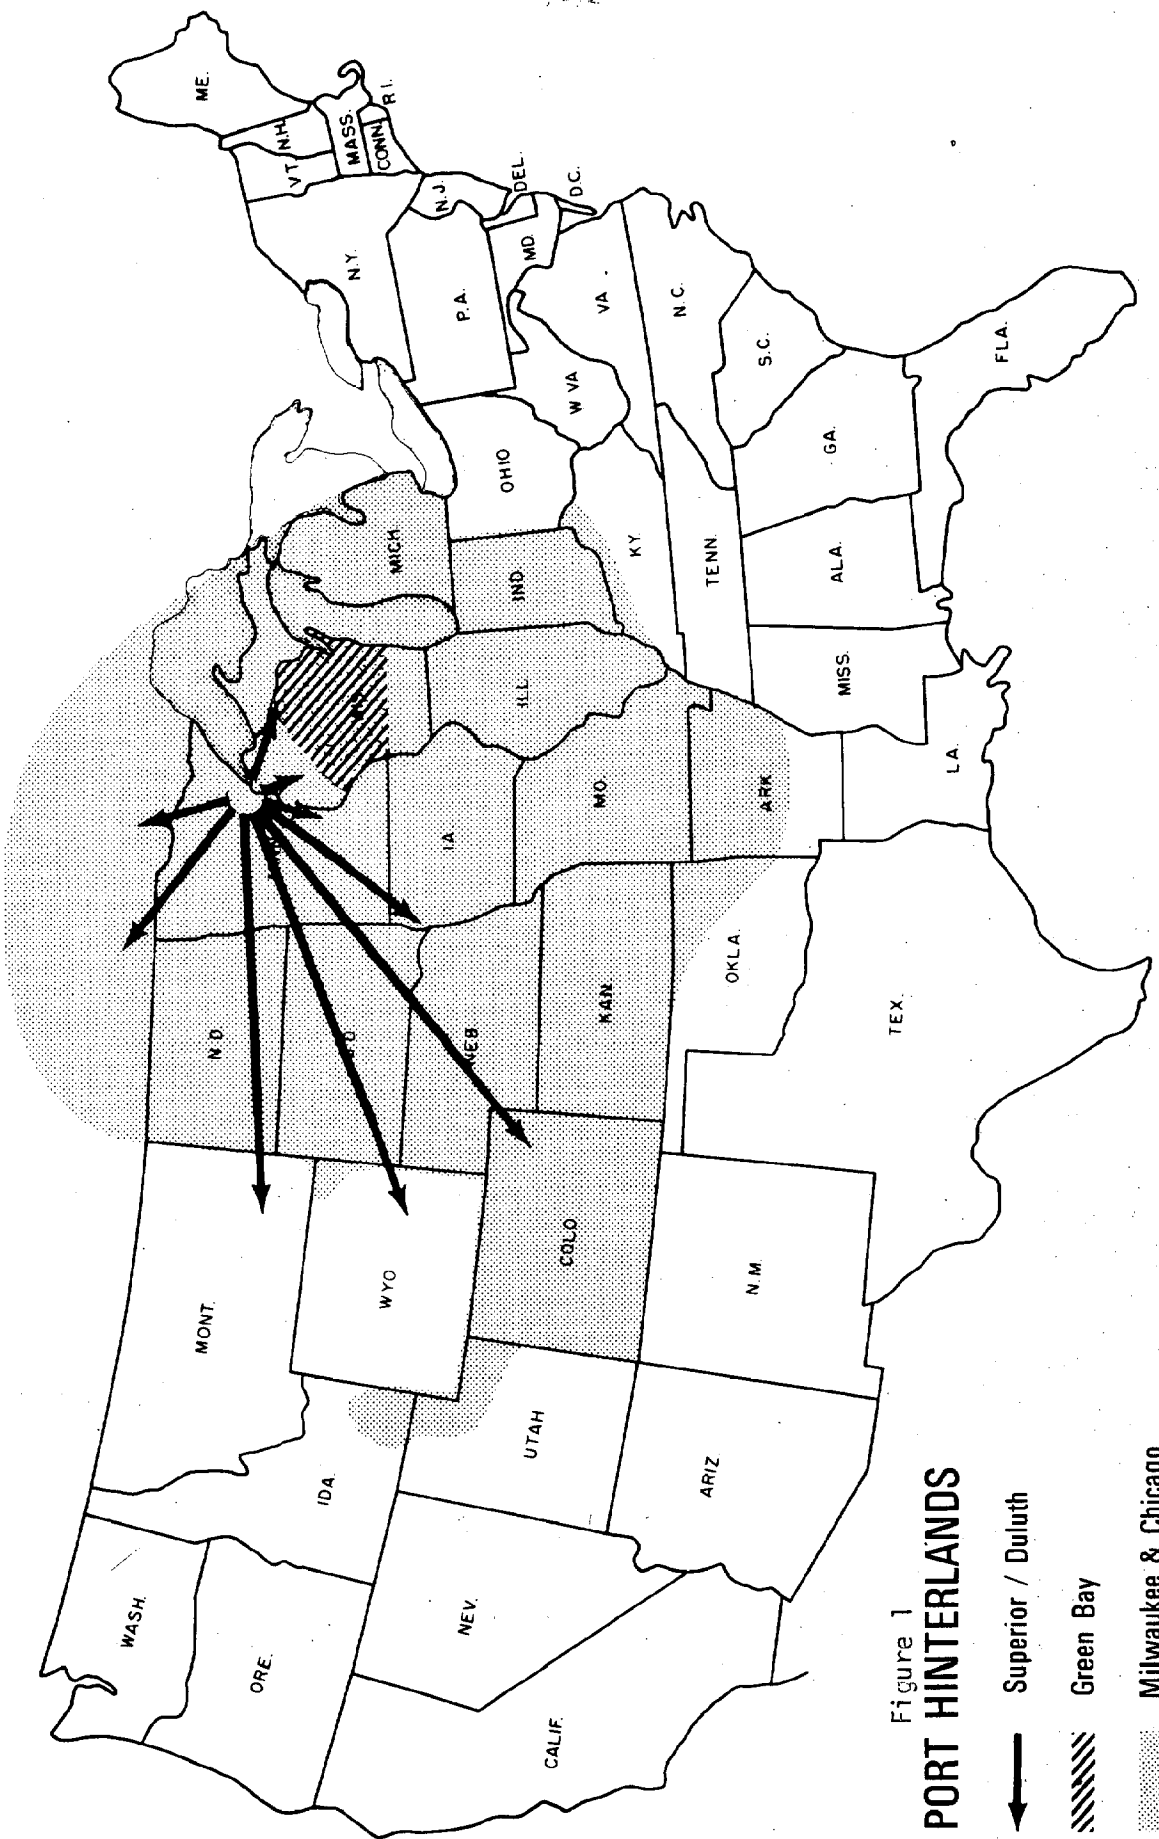 WASH.
ORE.
CALIF.
NEV.
IDA.
MONT.
WYO
UTAH
ARIZ
COLO
N.M.
N.D
NEB
KAN.
OKLA.
TEX.
IA
MO.
ARK
LA.
ILL
MISS.
IND
MICH
OHIO
KY.
TENN.
ALA.
GA.
FLA.
S.C.
N.C.
VA.
W VA
P.A.
N.Y.
MD.
DEL.
D.C.
N.J.
CONN.
R I.
MASS.
VT.
N.H.
ME.
Figure 1
PORT HINTERLANDS
Superior / Duluth
Green Bay
Milwaukee & Chicago